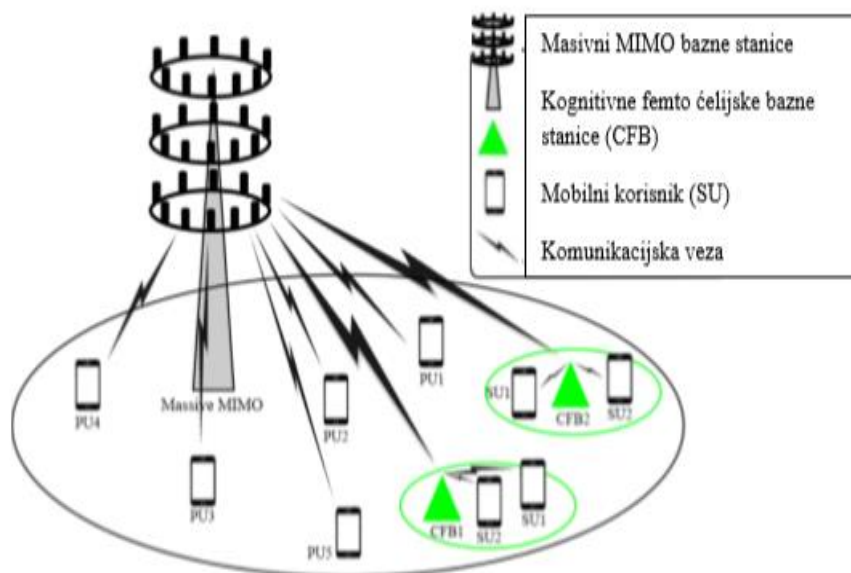 Masivni MIMO bazne stanice
Kognitivne femto ćelijske bazne
stanice (CFB)
Mobilni korisnik (SU)
Komunikacijska veza
PU1
SU1
SU2
CFB2
PU4
Massive MIMO
PU2
PU3
SU1
CFB1
SU2
PU5